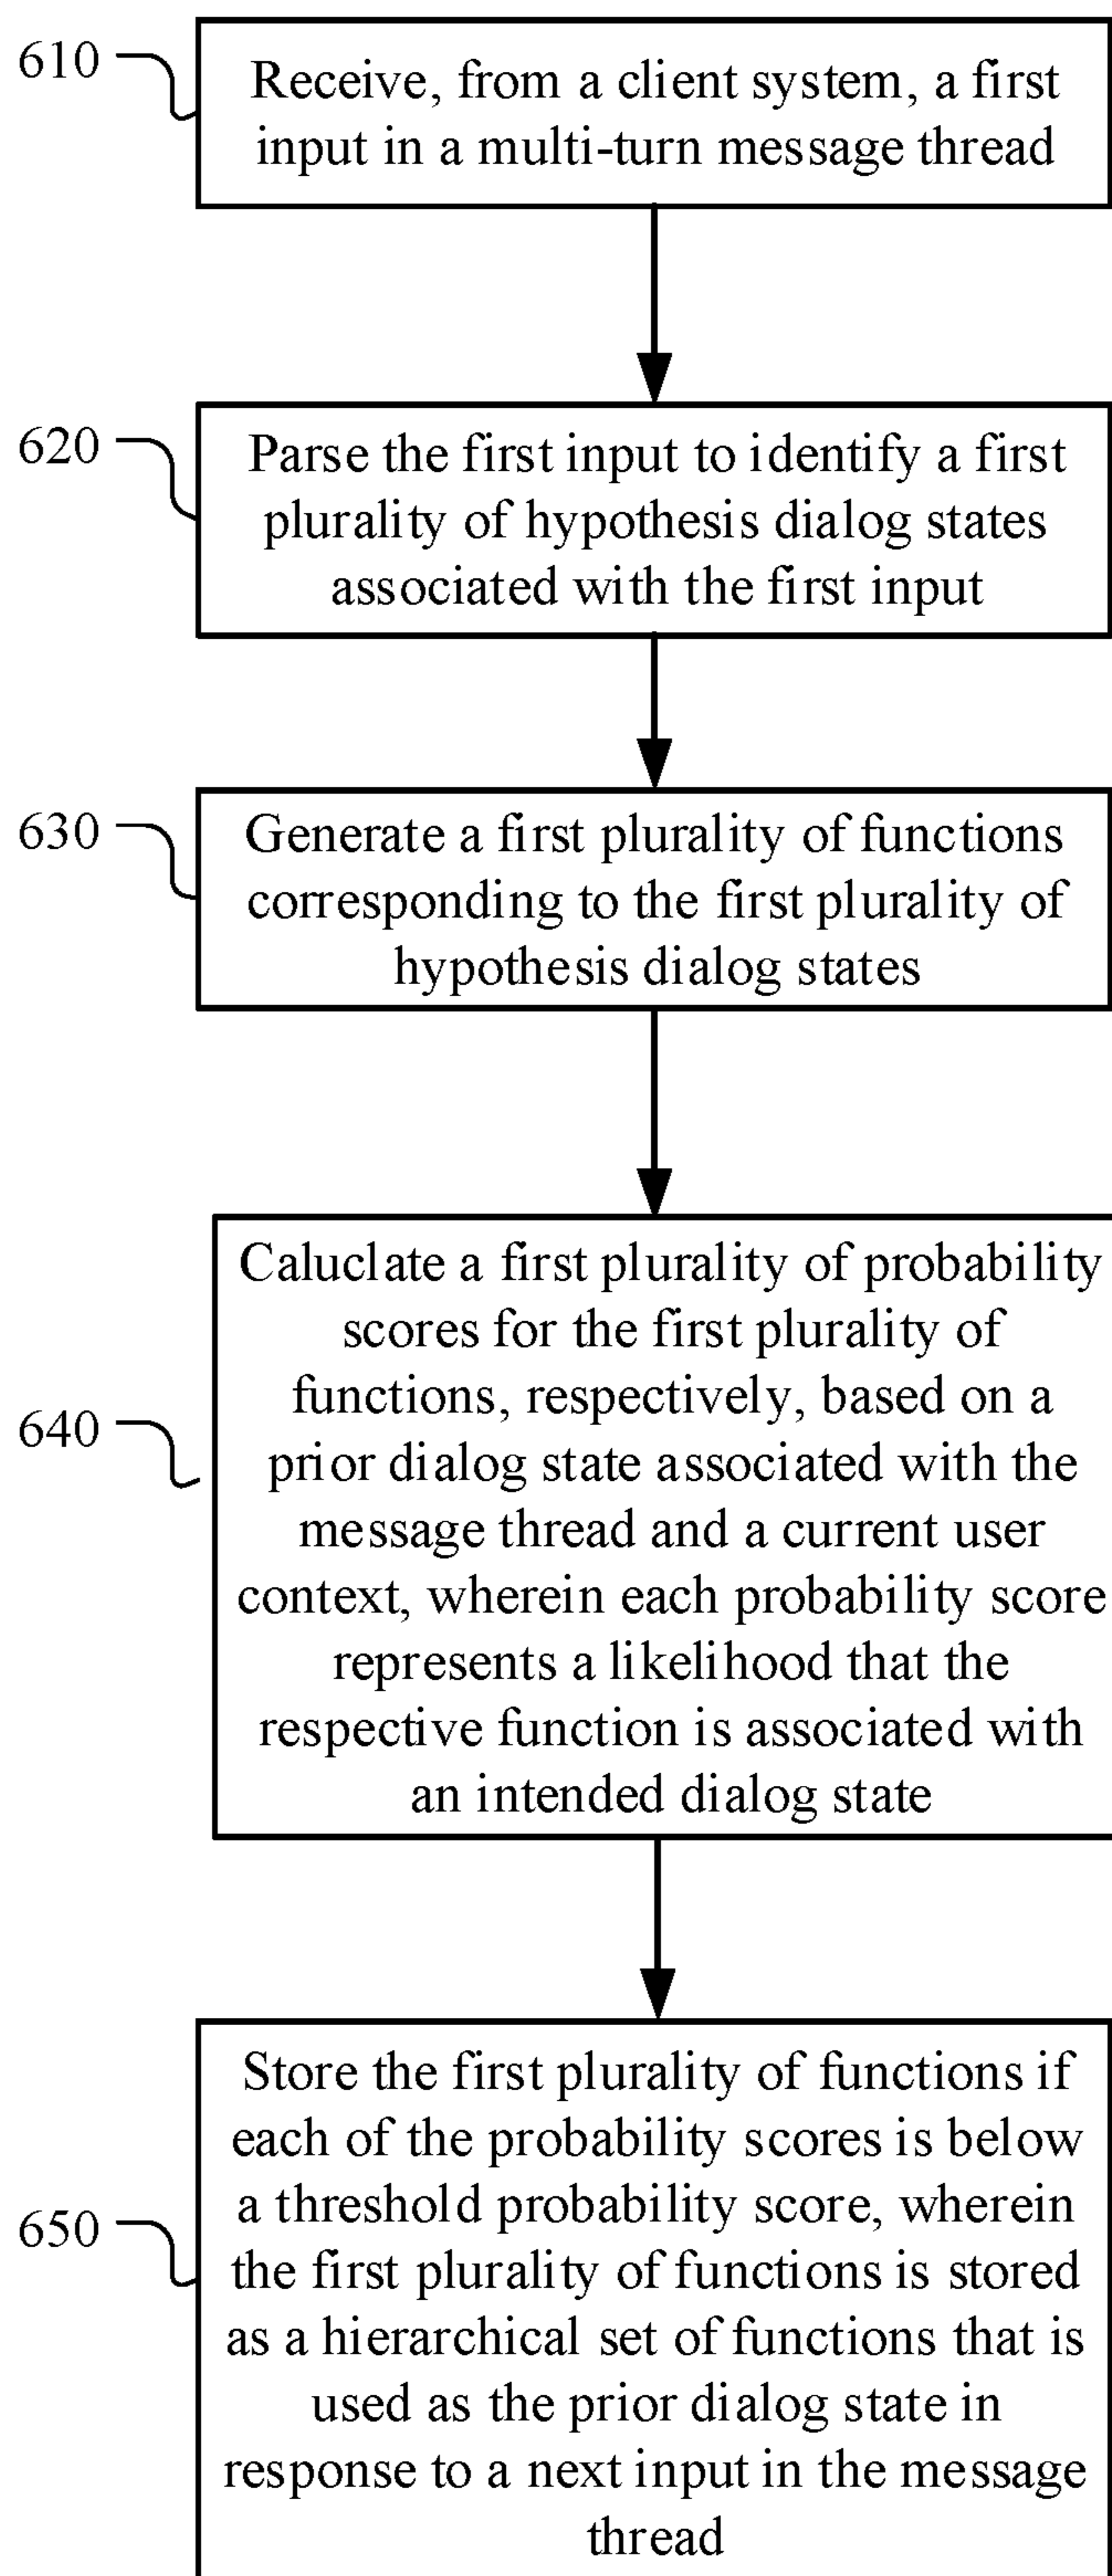 610
Receive, from a client system, a first
input in a multi-turn message thread
620
Parse the first input to identify a first
plurality of hypothesis dialog states
associated with the first input
630
Generate a first plurality of functions
corresponding to the first plurality of
hypothesis dialog states
640
Caluclate a first plurality of probability
scores for the first plurality of
functions, respectively, based on a
prior dialog state associated with the
message thread and a current user
context, wherein each probability score
represents a likelihood that the
respective function is associated with
an intended dialog state
650
Store the first plurality of functions if
each of the probability scores is below
a threshold probability score, wherein
the first plurality of functions is stored
as a hierarchical set of functions that is
used as the prior dialog state in
response to a next input in the message
thread